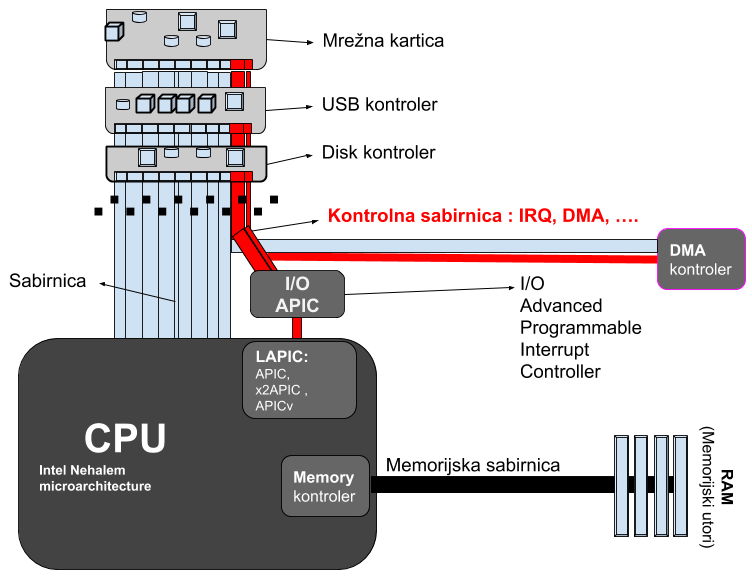 Mrežna kartica
USB kontroler
Disk kontroler
Kontrolna sabirnica : IRQ, DMA, ....
DMA
kontroler
Sabirnica
I/O
APIC
I/O
Advanced
Programmable
Interrupt
Controller
LAPIC:
APIC,
x2APIC ,
APICv
CPU
Intel Nehalem
microarchitecture
Memory
kontroler
Memorijska sabirnica
RAM
(Memorijski utori)